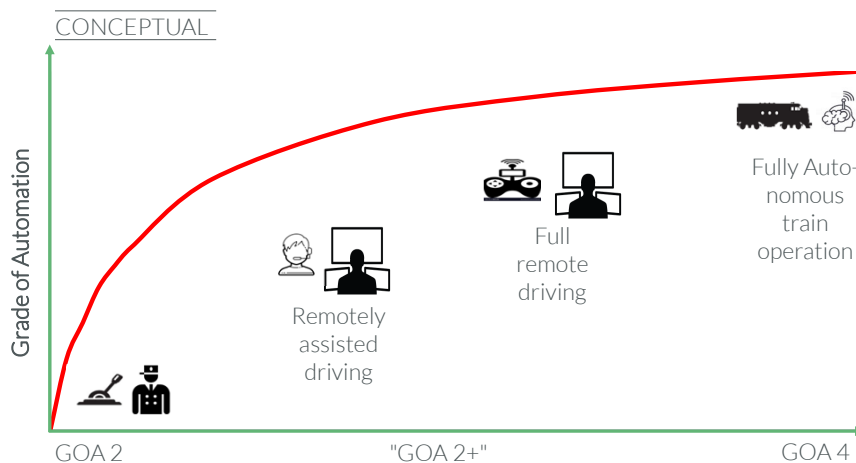 CONCEPTUAL
Grade of Automation
Fully Auto-
nomous
train
operation
Full
remote
driving
Remotely
assisted
driving
GOA 2
"GOA 2+"
GOA 4